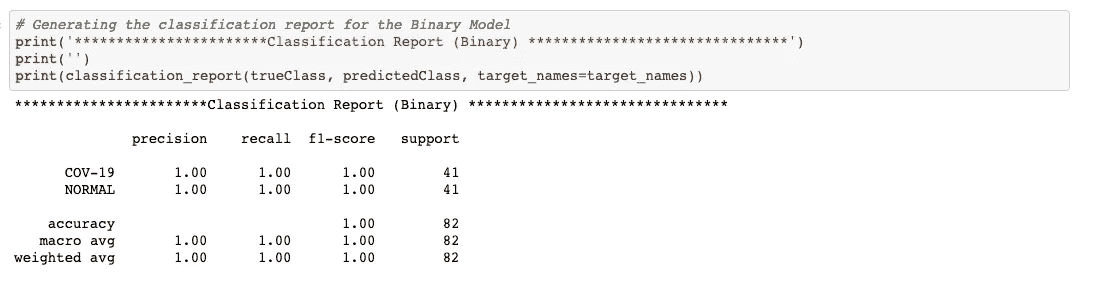 # Generating the classification report for the Binary Model
print('***********************Classification Report (Binary) *******************************')
print('')
print(classification_report(trueClass, predictedClass, target_names=target_names))
***********************Classification Report (Binary) *******************************
precision recall f1-score support
COV-19 1.00 1.00 1.00 41
NORMAL 1.00 1.00 1.00 41
accuracy 1.00 82
macro avg 1.00 1.00 1.00 82
weighted avg 1.00 1.00 1.00 82